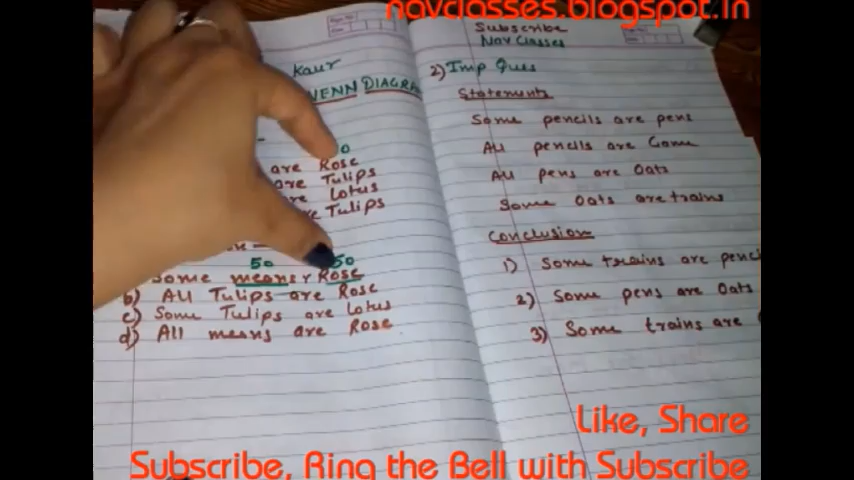 navclasses.blogspot.in
Kaur
VENN DIAGRAM
0
are Rose
are Tulips
are Lotus
Tulips
50 50
Some means r Rose
b) All Tulips are Rose
c) Some Tulips are Lotus
d) All means are Rose
Subscribe
Nav Classes
2) Imp Ques
Statements
Some pencils are pens
All pencils are Game
All pens are Oats
Some Oats are trains
Conclusion
1) Some trains are penci
2) Some pens are Oats
3) Some trains are
Like, Share
Subscribe, Ring the Bell with Subscribe